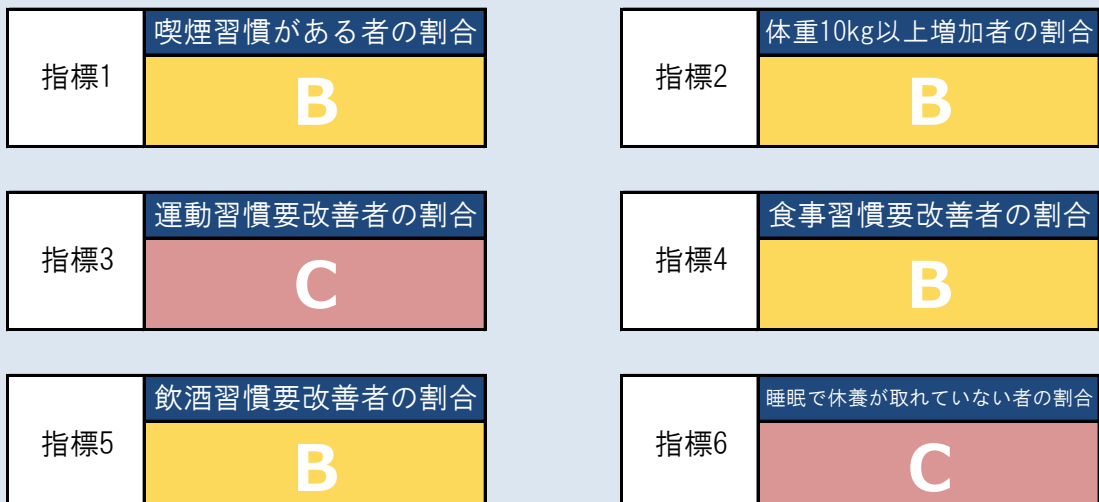 指標1
喫煙習慣がある者の割合
B
指標2
体重10kg以上増加者の割合
B
指標3
運動習慣要改善者の割合
C
指標4
食事習慣要改善者の割合
B
指標5
飲酒習慣要改善者の割合
B
指標6
睡眠で休養が取れていない者の割合
C